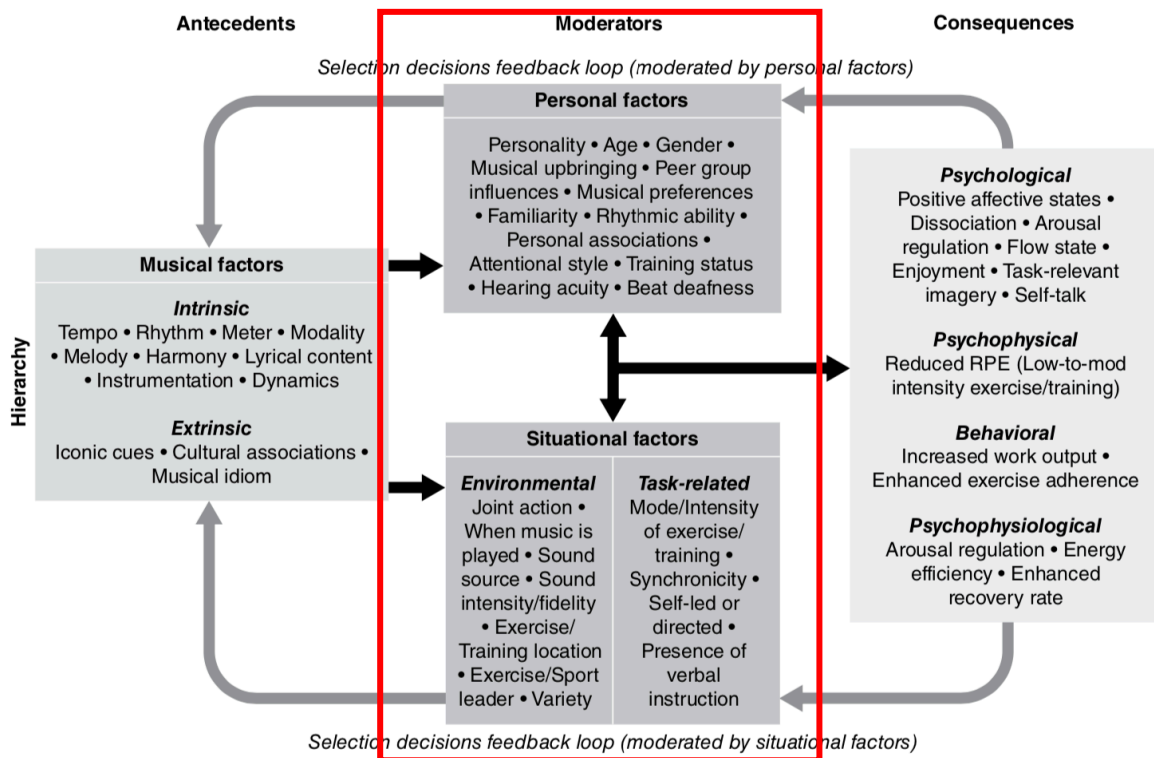 Antecedents
Moderators
Consequences
Selection decisions feedback loop (moderated by personal factors)
Personal factors
Personality • Age • Gender •
Musical upbringing • Peer group
influences • Musical preferences
• Familiarity • Rhythmic ability •
Personal associations •
Attentional style • Training status
• Hearing acuity • Beat deafness
Hierarchy
Musical factors
Intrinsic
Tempo • Rhythm • Meter • Modality
• Melody • Harmony • Lyrical content
• Instrumentation • Dynamics
Extrinsic
Iconic cues • Cultural associations •
Musical idiom
Situational factors
Environmental
Joint action •
When music is
played • Sound
source • Sound
intensity/fidelity
• Exercise/
Training location
• Exercise/Sport
leader • Variety
Task-related
Mode/Intensity
of exercise/
training •
Synchronicity •
Self-led or
directed •
Presence of
verbal
instruction
Psychological
Positive affective states •
Dissociation • Arousal
regulation • Flow state •
Enjoyment • Task-relevant
imagery • Self-talk
Psychophysical
Reduced RPE (Low-to-mod
intensity exercise/training)
Behavioral
Increased work output •
Enhanced exercise adherence
Psychophysiological
Arousal regulation • Energy
efficiency • Enhanced
recovery rate
Selection decisions feedback loop (moderated by situational factors)